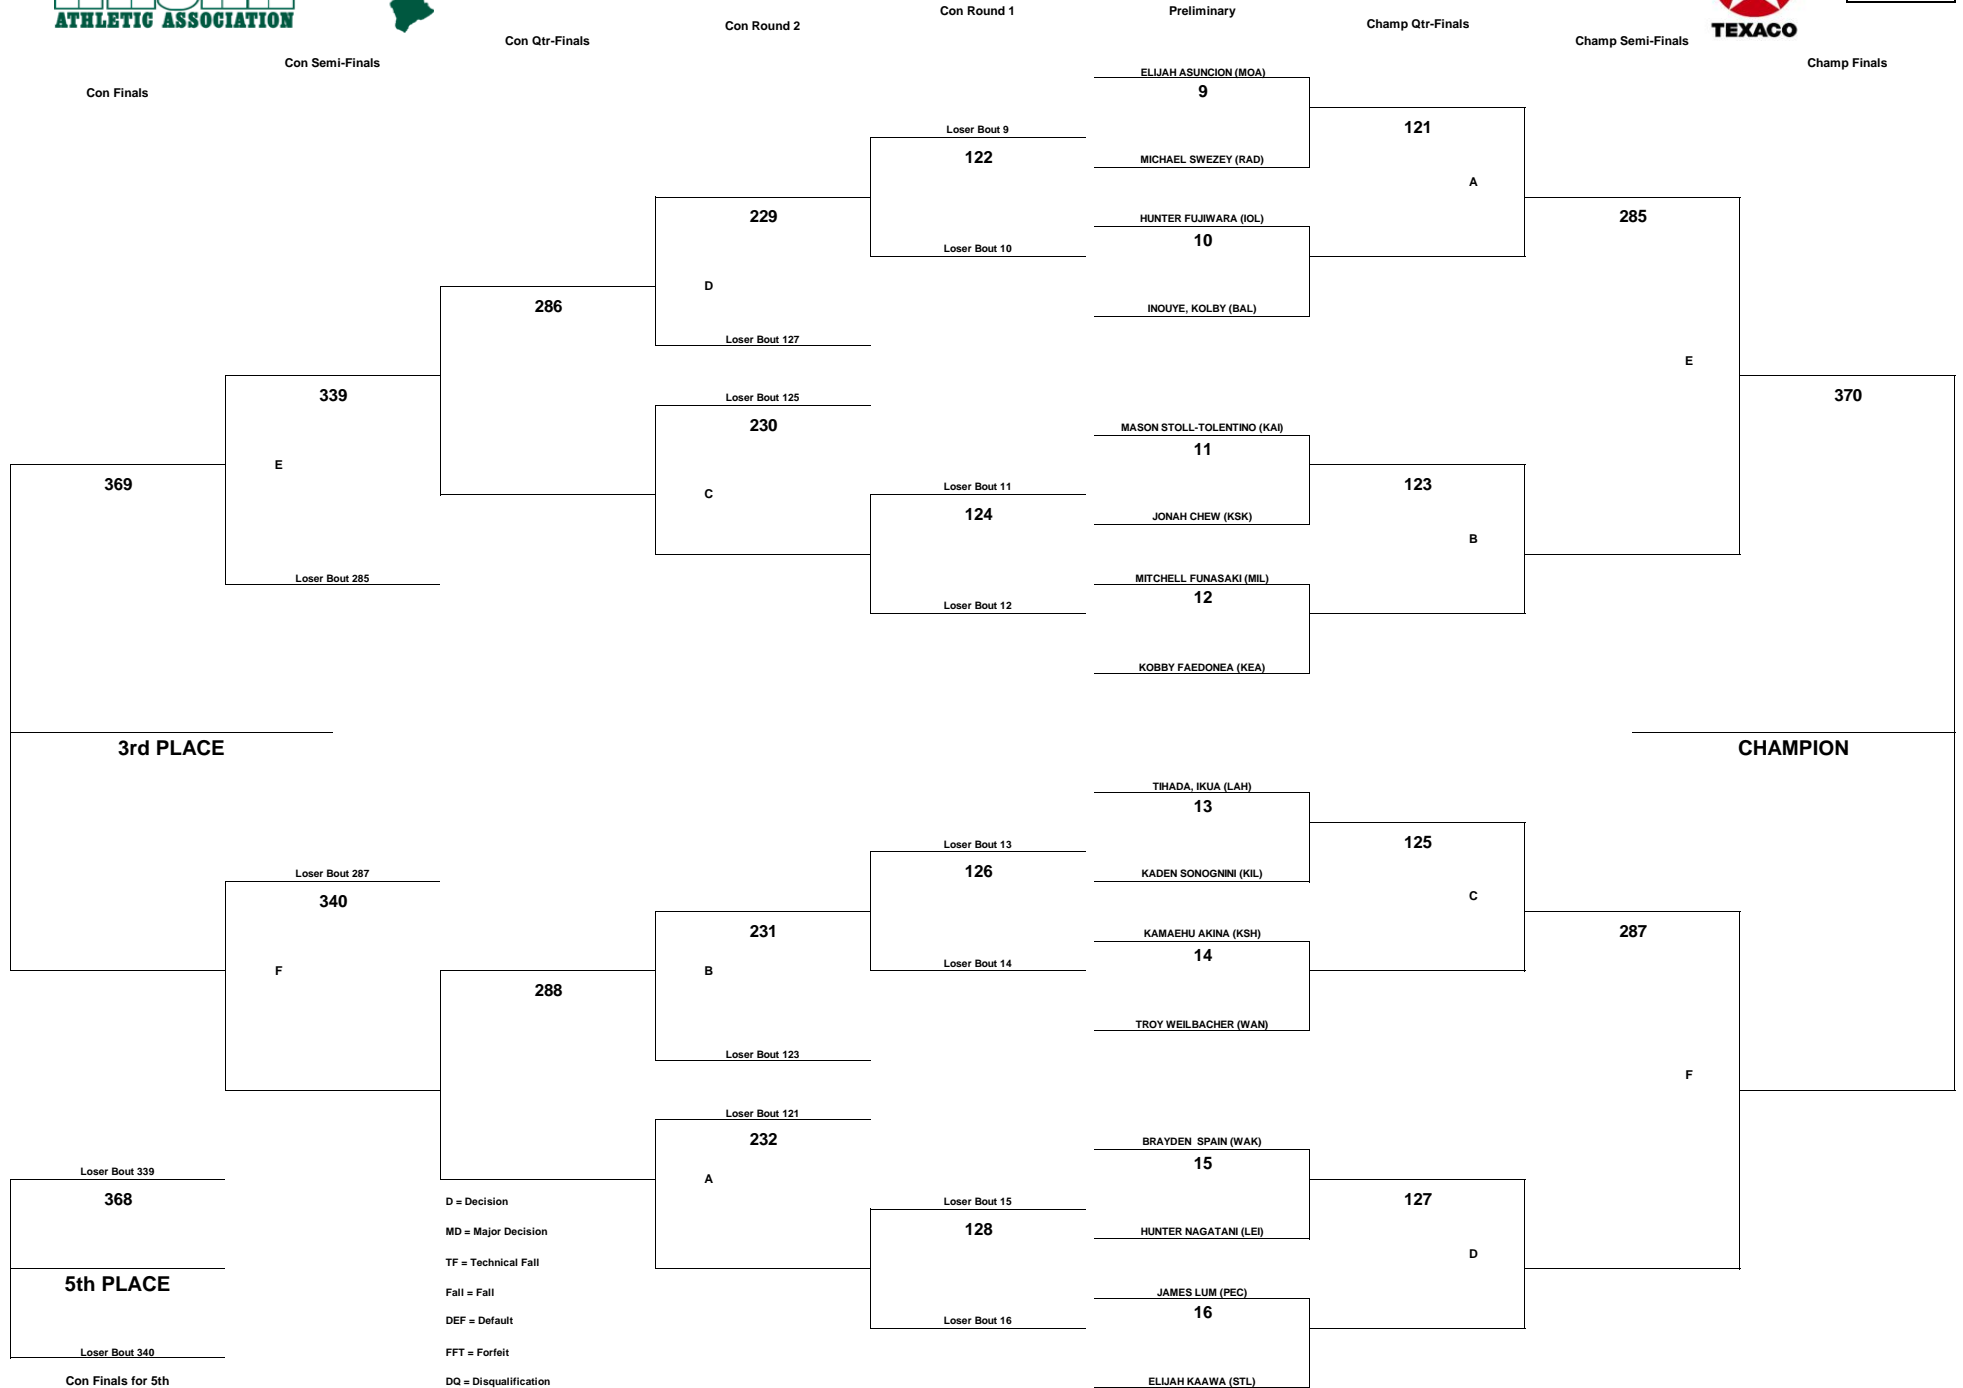 ATHLETIC ASSOCIATION
TEXACO
Con Finals
Con Semi-Finals
Con Qtr-Finals
Con Round 2
Con Round 1
Preliminary
Champ Qtr-Finals
Champ Semi-Finals
Champ Finals
ELIJAH ASUNCION (MOA)
9
MICHAEL SWEZEY (RAD)
HUNTER FUJIWARA (IOL)
10
INOUYE, KOLBY (BAL)
MASON STOLL-TOLENTINO (KAI)
11
JONAH CHEW (KSK)
MITCHELL FUNASAKI (MIL)
12
KOBBY FAEDONEA (KEA)
TIHADA, IKUA (LAH)
13
KADEN SONOGNINI (KIL)
KAMAEHU AKINA (KSH)
14
TROY WEILBACHER (WAN)
BRAYDEN  SPAIN (WAK)
15
HUNTER NAGATANI (LEI)
JAMES LUM (PEC)
16
ELIJAH KAAWA (STL)
121
A
123
B
125
C
127
D
285
E
287
F
370
CHAMPION
Loser Bout 9
122
Loser Bout 10
Loser Bout 11
124
Loser Bout 12
Loser Bout 13
126
Loser Bout 14
Loser Bout 15
128
Loser Bout 16
229
D
Loser Bout 127
Loser Bout 125
230
C
231
B
Loser Bout 123
Loser Bout 121
232
A
286
288
339
E
Loser Bout 285
Loser Bout 287
340
F
369
3rd PLACE
Loser Bout 339
368
5th PLACE
Loser Bout 340
Con Finals for 5th
D = Decision
MD = Major Decision
TF = Technical Fall
Fall = Fall
DEF = Default
FFT = Forfeit
DQ = Disqualification